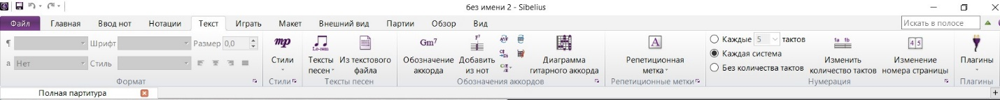 без имени 2 - Sibelius
Файл Главная Ввод нот Нотации Текст Играть Макет Внешний вид Партии Обзор Вид Искать в полосе
¶ Шрифт Размер 0,0
a Нет Стиль
Формат
mp
Стили
Стили
Lo-rem
Тексты песен
Из текстового файла
Тексты песен
Gm7
Обозначение аккорда
F7
Добавить из нот
Диаграмма гитарного аккорда
Обозначения аккордов
A
Репетиционная метка
Репетиционные метки
Каждые 5 тактов
Каждая система
Без количества тактов
1a 1b
Изменить количество тактов
4 5
Изменение номера страницы
Нумерация
Плагины
Плагины
Полная партитура